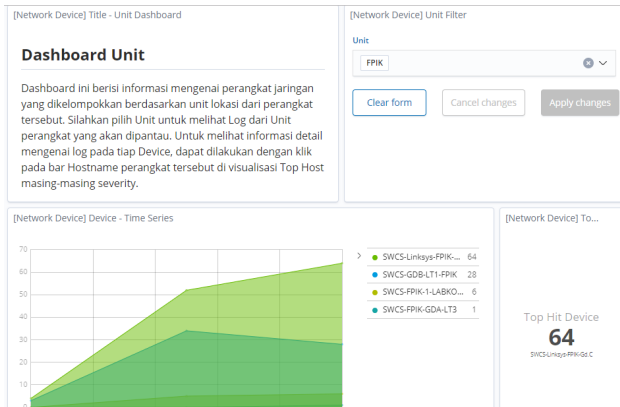 [Network Device] Title - Unit Dashboard
Dashboard Unit
Dashboard ini berisi informasi mengenai perangkat jaringan
yang dikelompokkan berdasarkan unit lokasi dari perangkat
tersebut. Silahkan pilih Unit untuk melihat Log dari Unit
perangkat yang akan dipantau. Untuk melihat informasi detail
mengenai log pada tiap Device, dapat dilakukan dengan klik
pada bar Hostname perangkat tersebut di visualisasi Top Host
masing-masing severity.
[Network Device] Unit Filter
Unit
FPIK
Clear form
Cancel changes
Apply changes
[Network Device] Device - Time Series
70
60
50
40
30
20
10
0
SWCS-Linksys-FPIK-... 64
SWCS-GDB-LT1-FPIK 28
SWCS-FPIK-1-LABKO... 6
SWCS-FPIK-GDA-LT3 1
[Network Device] To...
Top Hit Device
64
SWCS-Linksys-FPIK-Gd.C